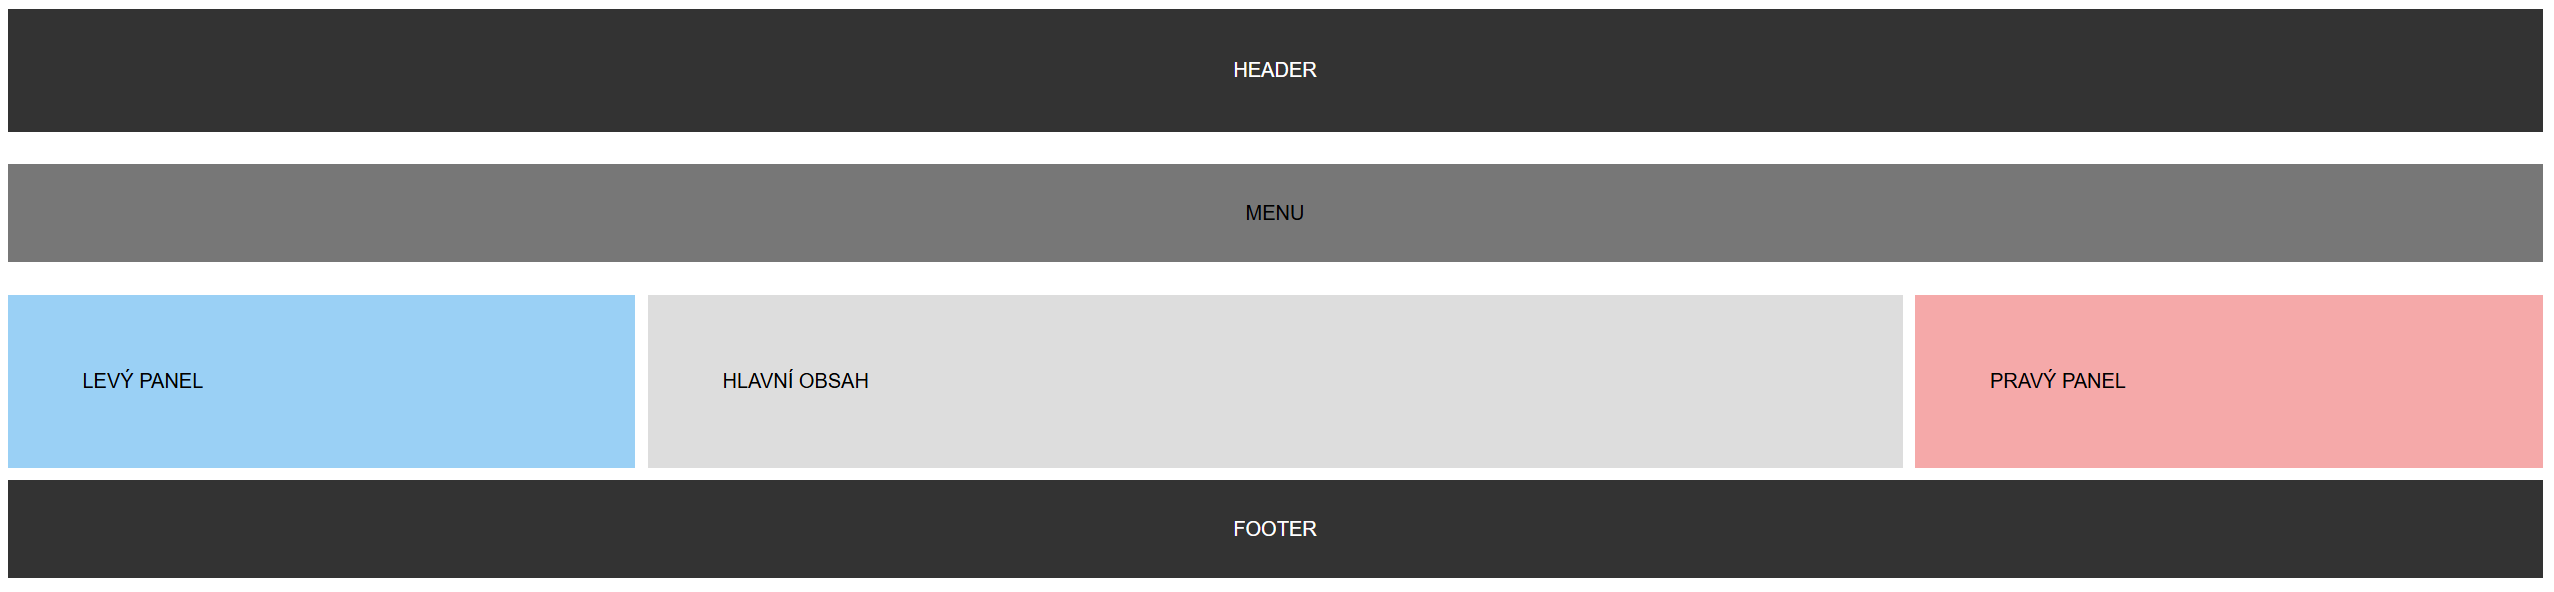 HEADER
MENU
LEVÝ PANEL
HLAVNÍ OBSAH
PRAVÝ PANEL
FOOTER